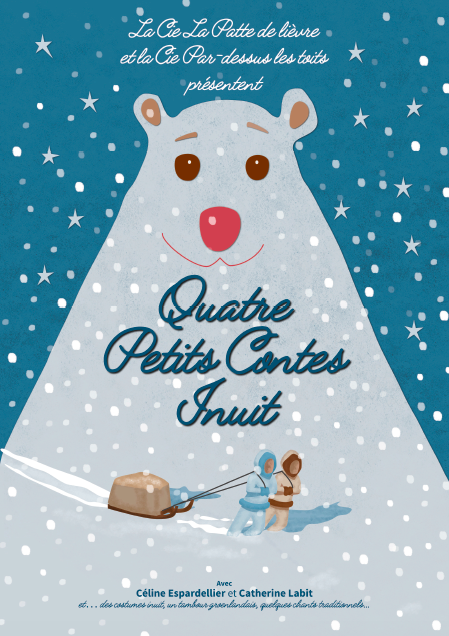 La Cie La Patte de lièvre
et la Cie Par-dessus les toits
présentent
Quatre
Petits Contes
Inuit
Avec
Céline Espardellier et Catherine Labit
et... des costumes inuit, un tambour groenlandais, quelques chants traditionnels...